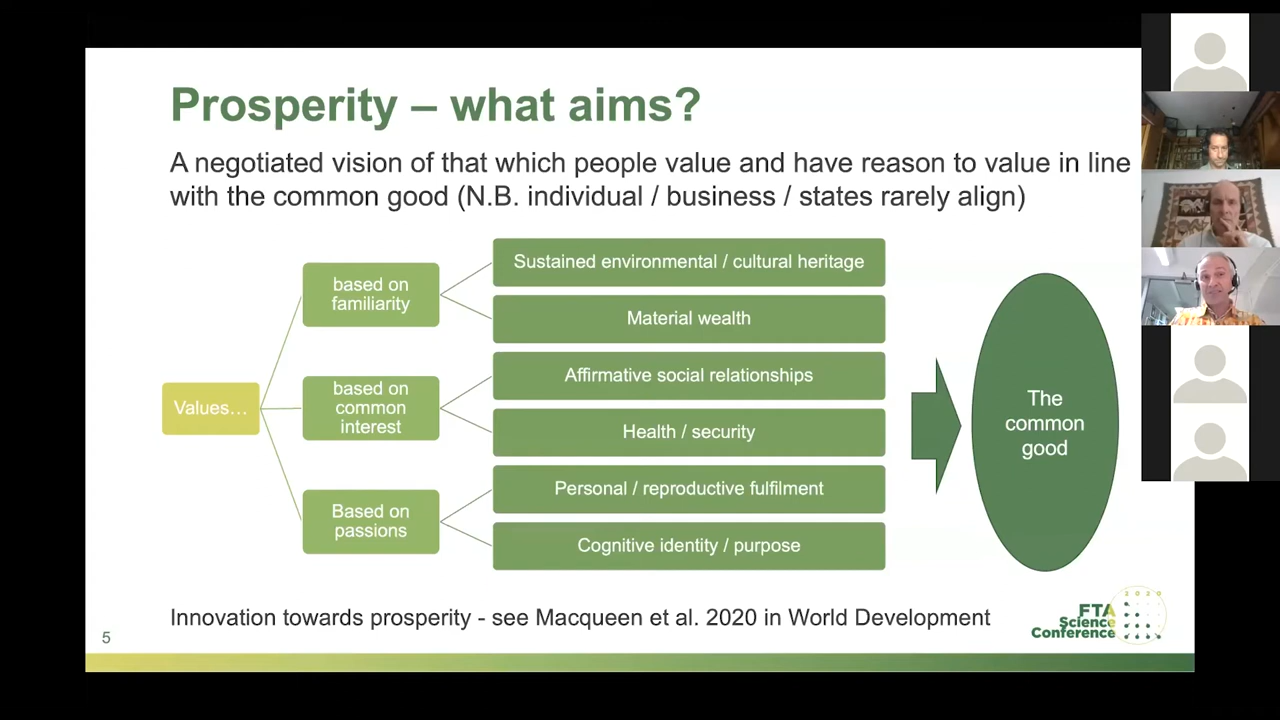 Prosperity – what aims?
A negotiated vision of that which people value and have reason to value in line
with the common good (N.B. individual / business / states rarely align)
Values...
based on
familiarity
based on
common
interest
Based on
passions
Sustained environmental / cultural heritage
Material wealth
Affirmative social relationships
Health / security
Personal / reproductive fulfilment
Cognitive identity / purpose
The
common
good
Innovation towards prosperity - see Macqueen et al. 2020 in World Development
5
2020
FTA
Science
Conference